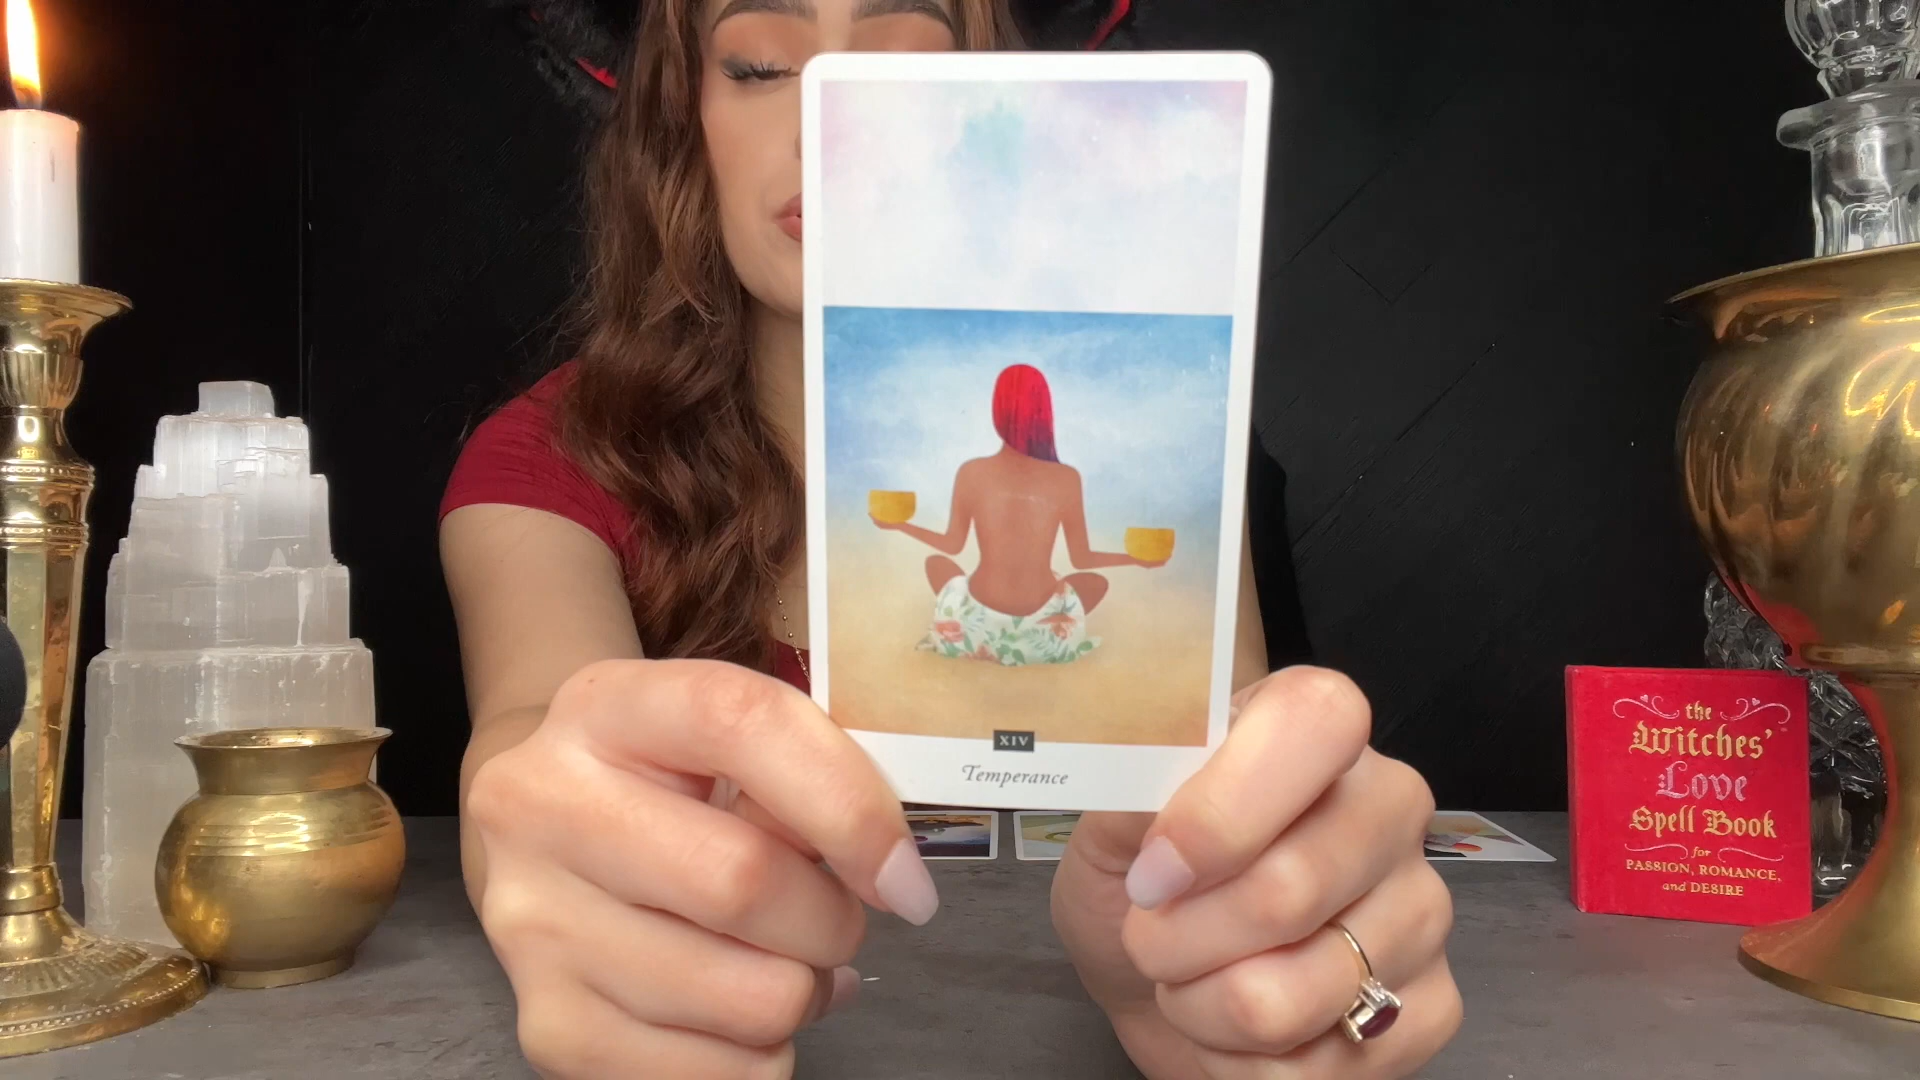 XIV
Temperance
the
Witches'
Love
Spell Book
for
PASSION, ROMANCE,
and DESIRE